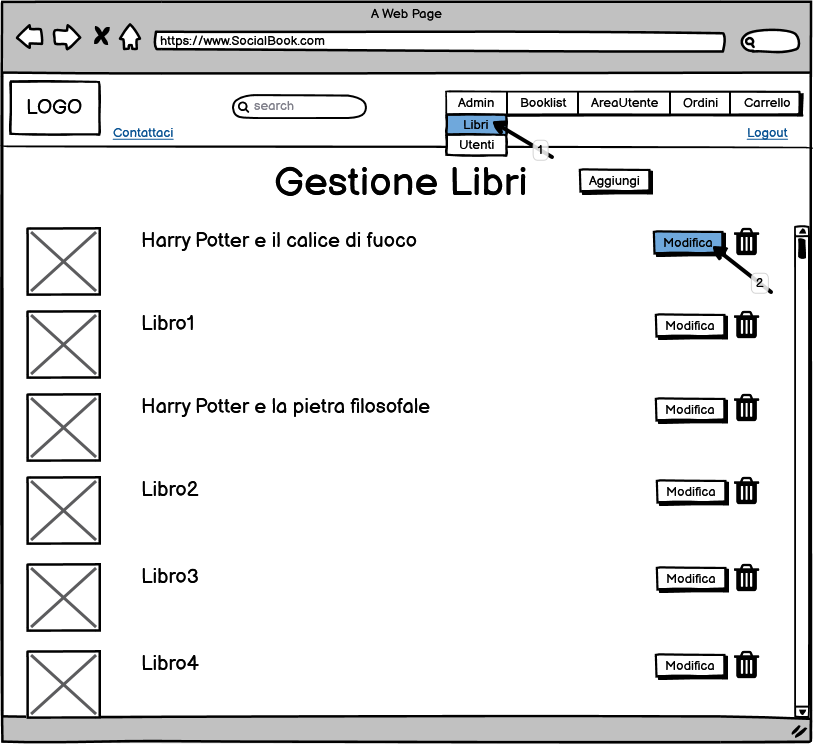 A Web Page
https://www.SocialBook.com
LOGO
search
Admin Booklist AreaUtente Ordini Carrello
Contattaci
Libri
Logout
Utenti
1
Gestione Libri
Aggiungi
Harry Potter e il calice di fuoco
Modifica
2
Libro1
Modifica
Harry Potter e la pietra filosofale
Modifica
Libro2
Modifica
Libro3
Modifica
Libro4
Modifica